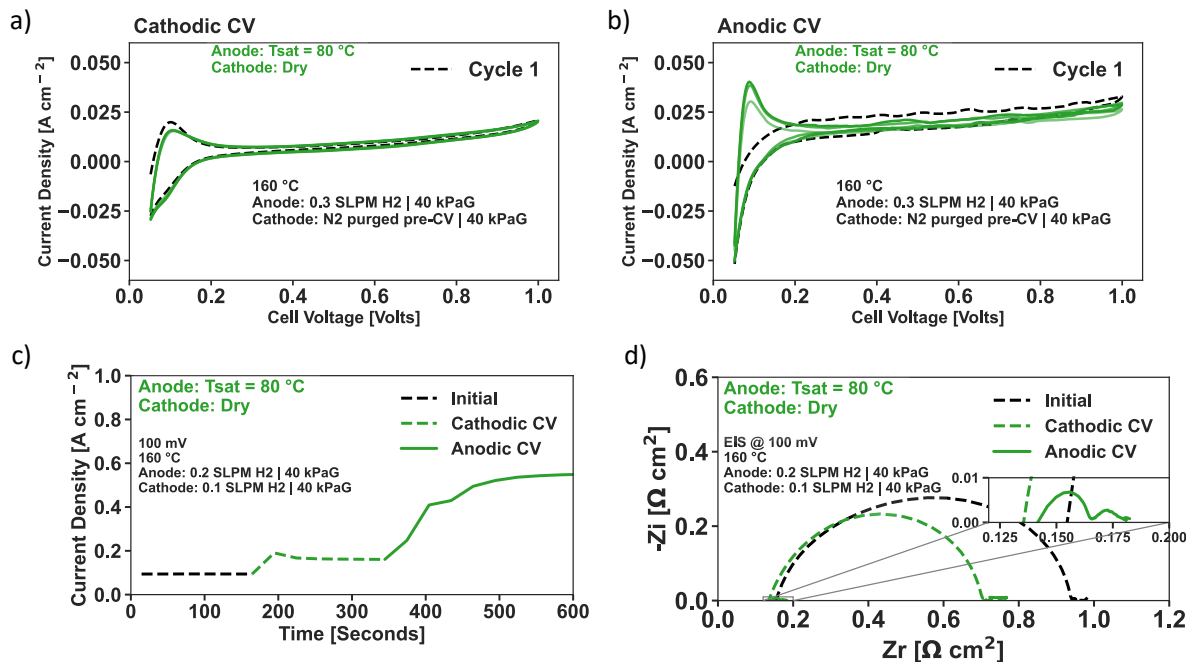 a)
Cathodic CV
Anode: Tsat = 80 °C
Cathode: Dry
Cycle 1
160 °C
Anode: 0.3 SLPM H2 | 40 kPaG
Cathode: N2 purged pre-CV | 40 kPaG
Current Density [A cm⁻²]
0.050
0.025
0.000
−0.025
−0.050
0.0 0.2 0.4 0.6 0.8 1.0
Cell Voltage [Volts]
b)
Anodic CV
Anode: Tsat = 80 °C
Cathode: Dry
Cycle 1
160 °C
Anode: 0.3 SLPM H2 | 40 kPaG
Cathode: N2 purged pre-CV | 40 kPaG
Current Density [A cm⁻²]
0.050
0.025
0.000
−0.025
−0.050
0.0 0.2 0.4 0.6 0.8 1.0
Cell Voltage [Volts]
c)
Anode: Tsat = 80 °C
Cathode: Dry
Initial
Cathodic CV
Anodic CV
100 mV
160 °C
Anode: 0.2 SLPM H2 | 40 kPaG
Cathode: 0.1 SLPM H2 | 40 kPaG
Current Density [A cm⁻²]
1.0
0.8
0.6
0.4
0.2
0.0
0 100 200 300 400 500 600
Time [Seconds]
d)
Anode: Tsat = 80 °C
Cathode: Dry
Initial
Cathodic CV
Anodic CV
EIS @ 100 mV
160 °C
Anode: 0.2 SLPM H2 | 40 kPaG
Cathode: 0.1 SLPM H2 | 40 kPaG
0.01
0.00
0.125 0.150 0.175 0.200
-Zi [Ω cm²]
0.6
0.4
0.2
0.0
0.0 0.2 0.4 0.6 0.8 1.0 1.2
Zr [Ω cm²]